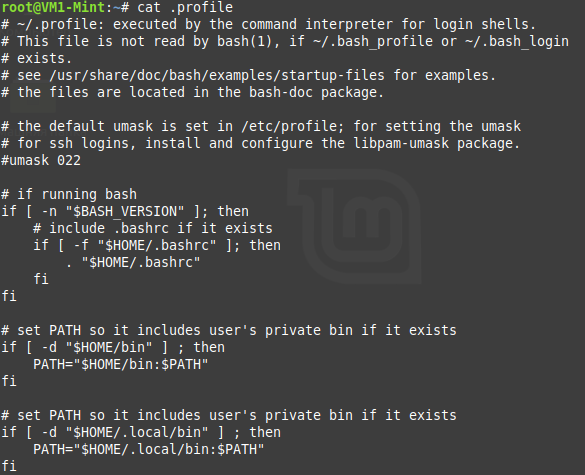 root@VM1-Mint:~# cat .profile
# ~/.profile: executed by the command interpreter for login shells.
# This file is not read by bash(1), if ~/.bash_profile or ~/.bash_login
# exists.
# see /usr/share/doc/bash/examples/startup-files for examples.
# the files are located in the bash-doc package.

# the default umask is set in /etc/profile; for setting the umask
# for ssh logins, install and configure the libpam-umask package.
#umask 022

# if running bash
if [ -n "$BASH_VERSION" ]; then
    # include .bashrc if it exists
    if [ -f "$HOME/.bashrc" ]; then
        . "$HOME/.bashrc"
    fi
fi

# set PATH so it includes user's private bin if it exists
if [ -d "$HOME/bin" ] ; then
    PATH="$HOME/bin:$PATH"
fi

# set PATH so it includes user's private bin if it exists
if [ -d "$HOME/.local/bin" ] ; then
    PATH="$HOME/.local/bin:$PATH"
fi